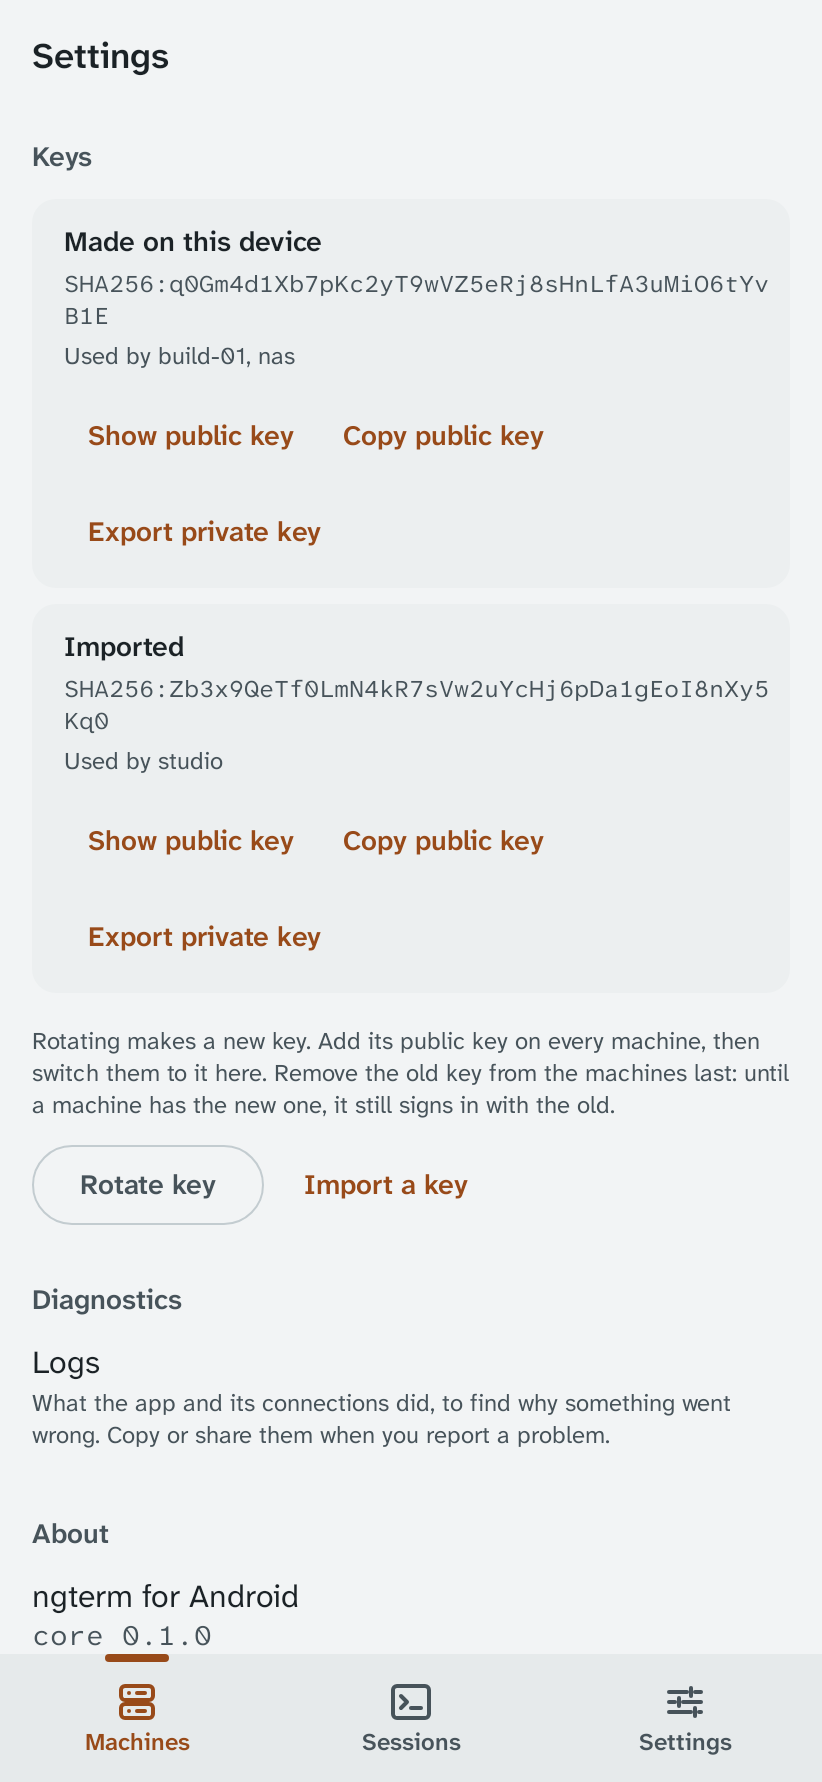 Settings
Keys
Made on this device
SHA256:q0Gm4d1Xb7pKc2yT9wVZ5eRj8sHnLfA3uMiO6tYv
B1E
Used by build-01, nas
Show public key Copy public key
Export private key
Imported
SHA256:Zb3x9QeTf0LmN4kR7sVw2uYcHj6pDa1gEoI8nXy5
Kq0
Used by studio
Show public key Copy public key
Export private key
Rotating makes a new key. Add its public key on every machine, then
switch them to it here. Remove the old key from the machines last: until
a machine has the new one, it still signs in with the old.
Rotate key Import a key
Diagnostics
Logs
What the app and its connections did, to find why something went
wrong. Copy or share them when you report a problem.
About
ngterm for Android
core 0.1.0
Machines Sessions Settings